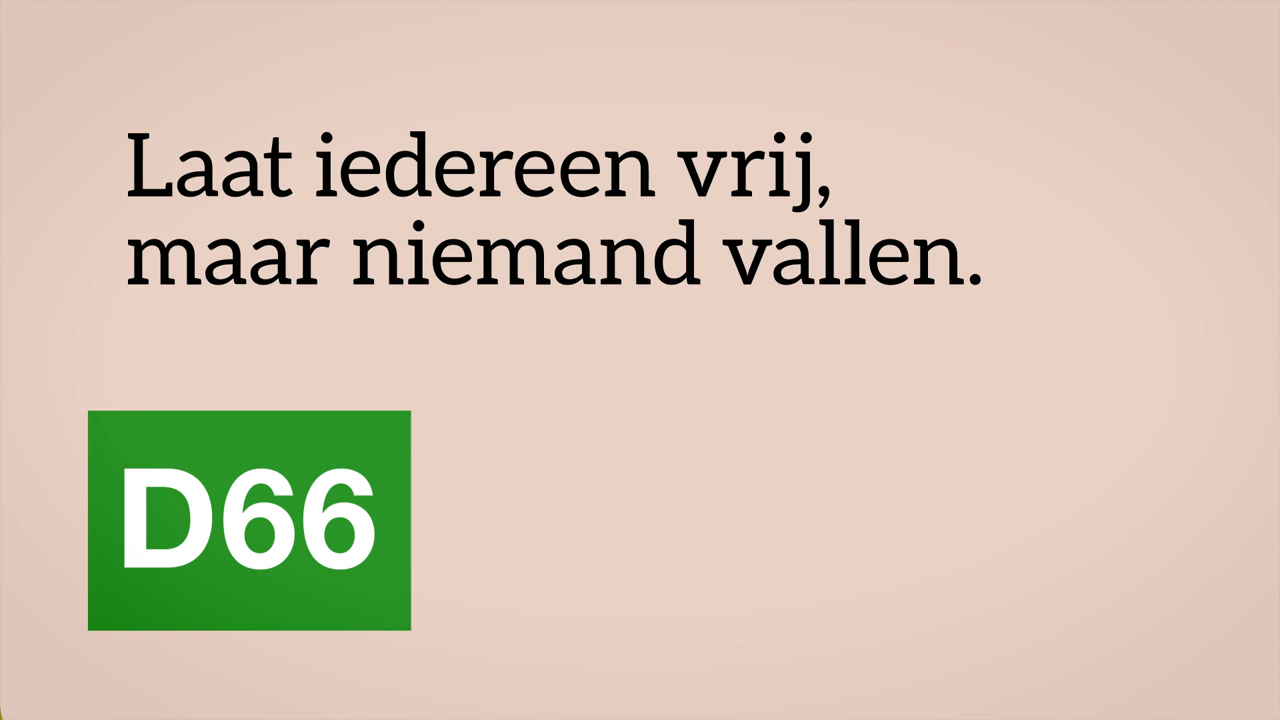 Laat iedereen vrij,
maar niemand vallen.
D66